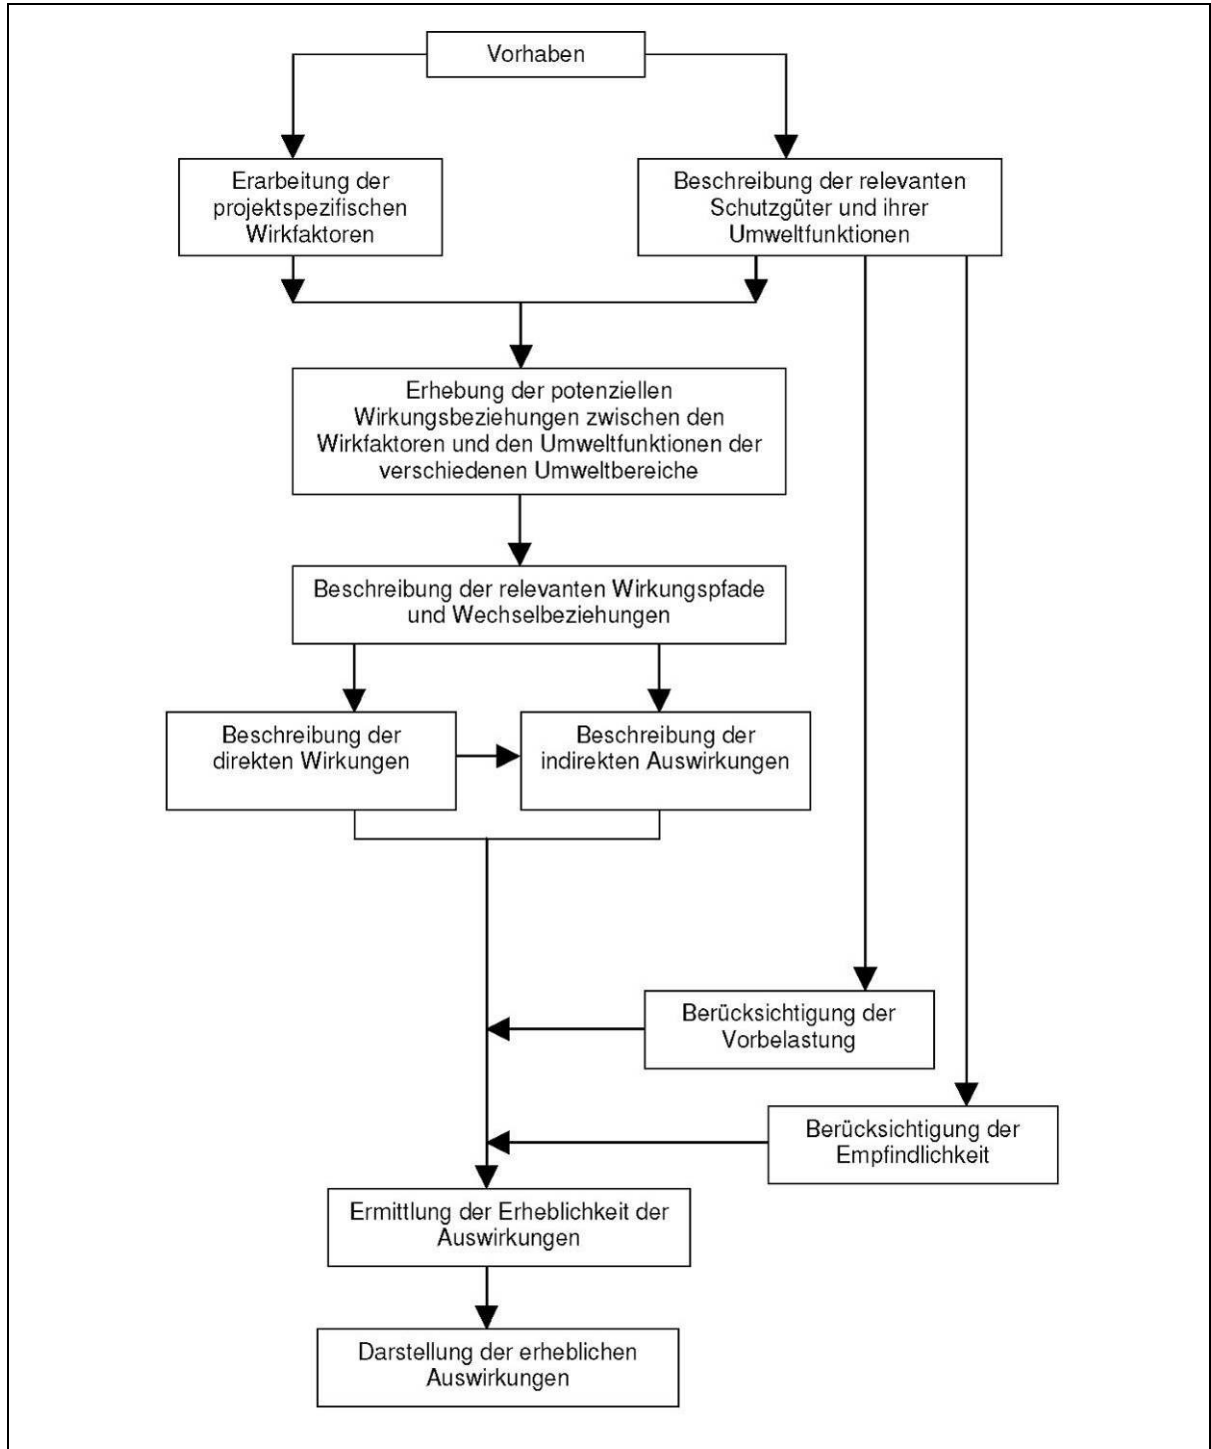 Vorhaben
Erarbeitung der
projektspezifischen
Wirkfaktoren
Beschreibung der relevanten
Schutzgüter und ihrer
Umweltfunktionen
Erhebung der potenziellen
Wirkungsbeziehungen zwischen den
Wirkfaktoren und den Umweltfunktionen der
verschiedenen Umweltbereiche
Beschreibung der relevanten Wirkungspfade
und Wechselbeziehungen
Beschreibung der
direkten Wirkungen
Beschreibung der
indirekten Auswirkungen
Berücksichtigung der
Vorbelastung
Berücksichtigung der
Empfindlichkeit
Ermittlung der Erheblichkeit der
Auswirkungen
Darstellung der erheblichen
Auswirkungen